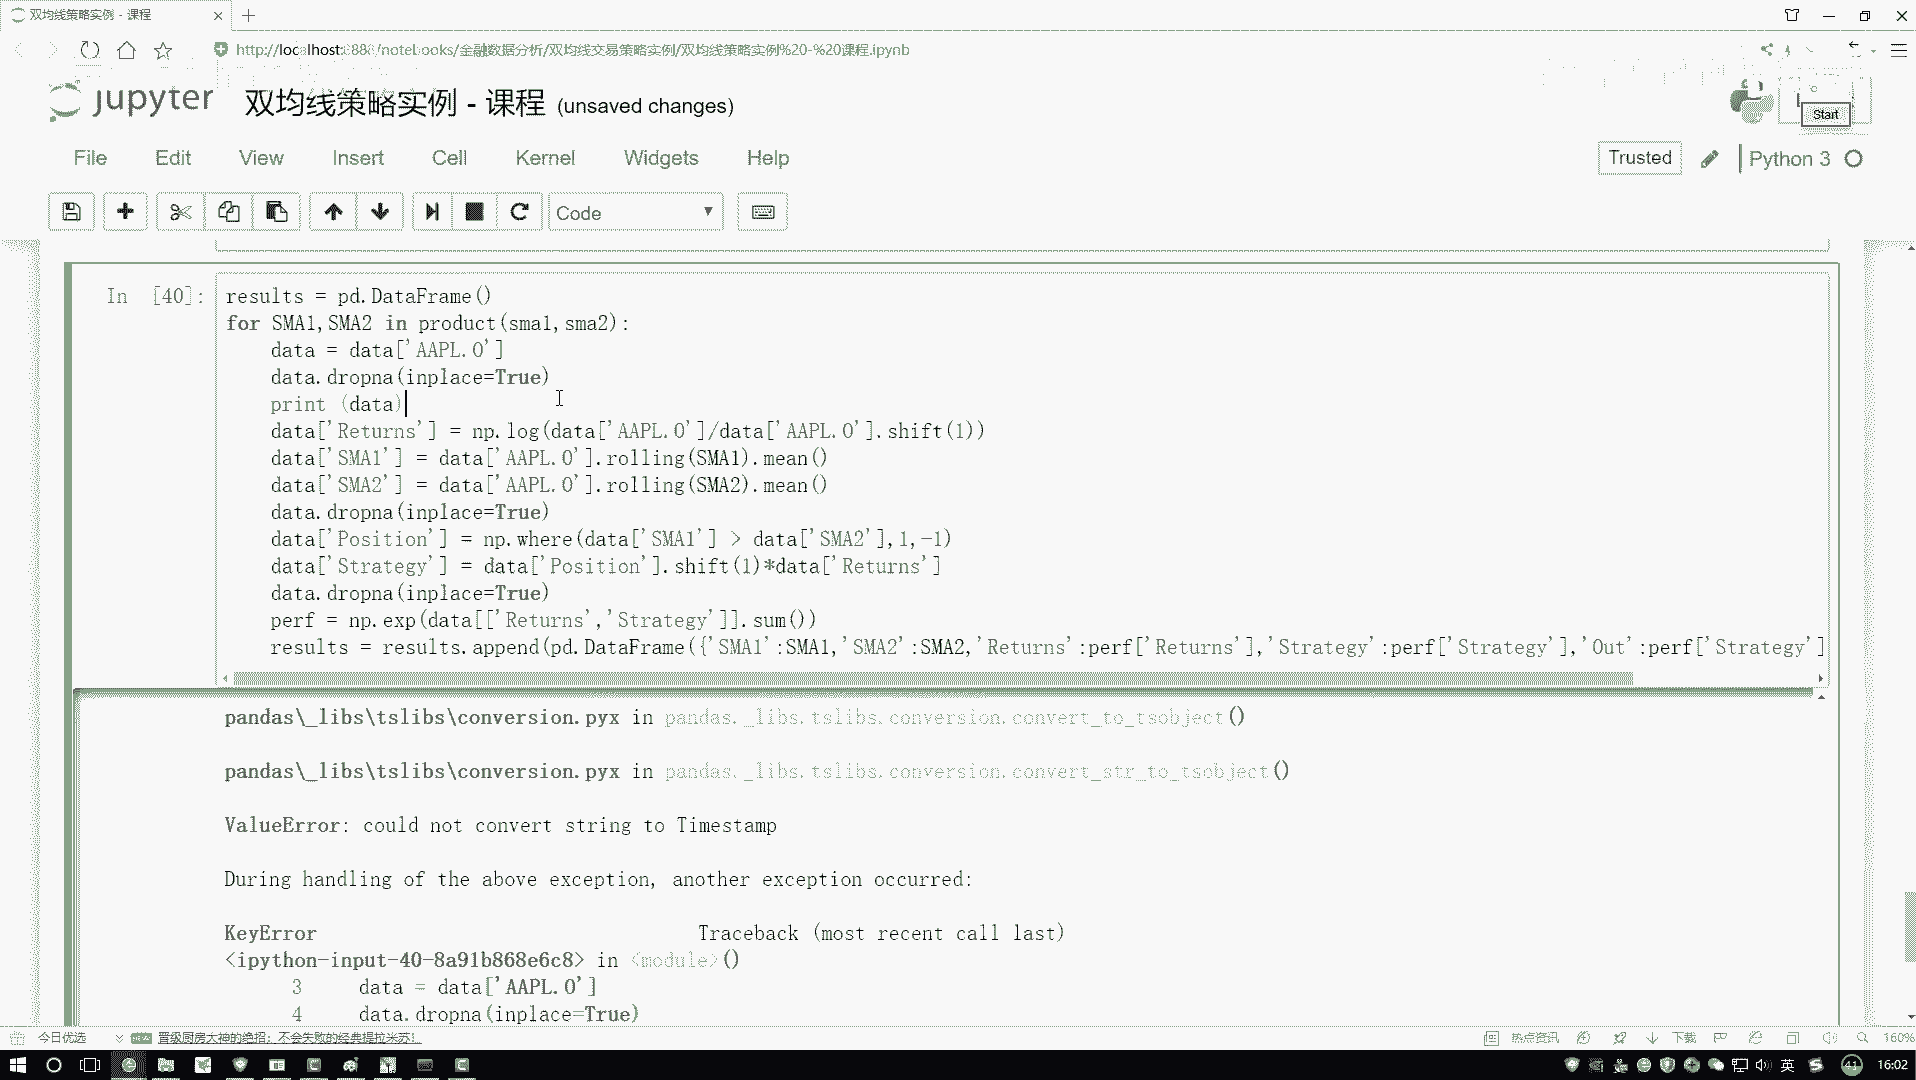 双均线策略实例 - 课程
http://localhost:888/notebooks/金融数据分析/双均线交易策略实例/双均线策略实例%20-%20课程.ipynb
jupyter 双均线策略实例 - 课程 (unsaved changes)
Start
File Edit View Insert Cell Kernel Widgets Help
Trusted Python 3
Code
In [40]:
results = pd.DataFrame()
for SMA1,SMA2 in product(sma1,sma2):
    data = data['AAPL.O']
    data.dropna(inplace=True)
    print (data)
    data['Returns'] = np.log(data['AAPL.O']/data['AAPL.O'].shift(1))
    data['SMA1'] = data['AAPL.O'].rolling(SMA1).mean()
    data['SMA2'] = data['AAPL.O'].rolling(SMA2).mean()
    data.dropna(inplace=True)
    data['Position'] = np.where(data['SMA1'] > data['SMA2'],1,-1)
    data['Strategy'] = data['Position'].shift(1)*data['Returns']
    data.dropna(inplace=True)
    perf = np.exp(data[['Returns','Strategy']].sum())
    results = results.append(pd.DataFrame({'SMA1':SMA1,'SMA2':SMA2,'Returns':perf['Returns'],'Strategy':perf['Strategy'],'Out':perf['Strategy']
pandas\_libs\tslibs\conversion.pyx in pandas._libs.tslibs.conversion.convert_to_tsobject()
pandas\_libs\tslibs\conversion.pyx in pandas._libs.tslibs.conversion.convert_str_to_tsobject()
ValueError: could not convert string to Timestamp
During handling of the above exception, another exception occurred:
KeyError Traceback (most recent call last)
<ipython-input-40-8a91b868e6c8> in <module>()
3 data = data['AAPL.O']
4 data.dropna(inplace=True)
今日优选 晋级厨房大神的绝招：不会失败的经典提拉米苏！ 热点资讯 下载 160%
英 41 16:02